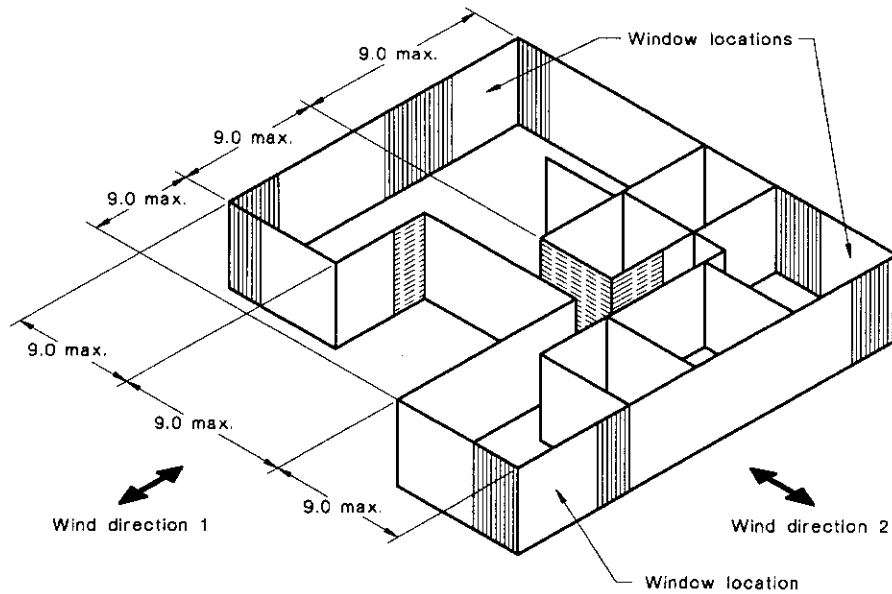 Window locations
9.0 max.
9.0 max.
9.0 max.
9.0 max.
9.0 max.
9.0 max.
Wind direction 1
Wind direction 2
Window location